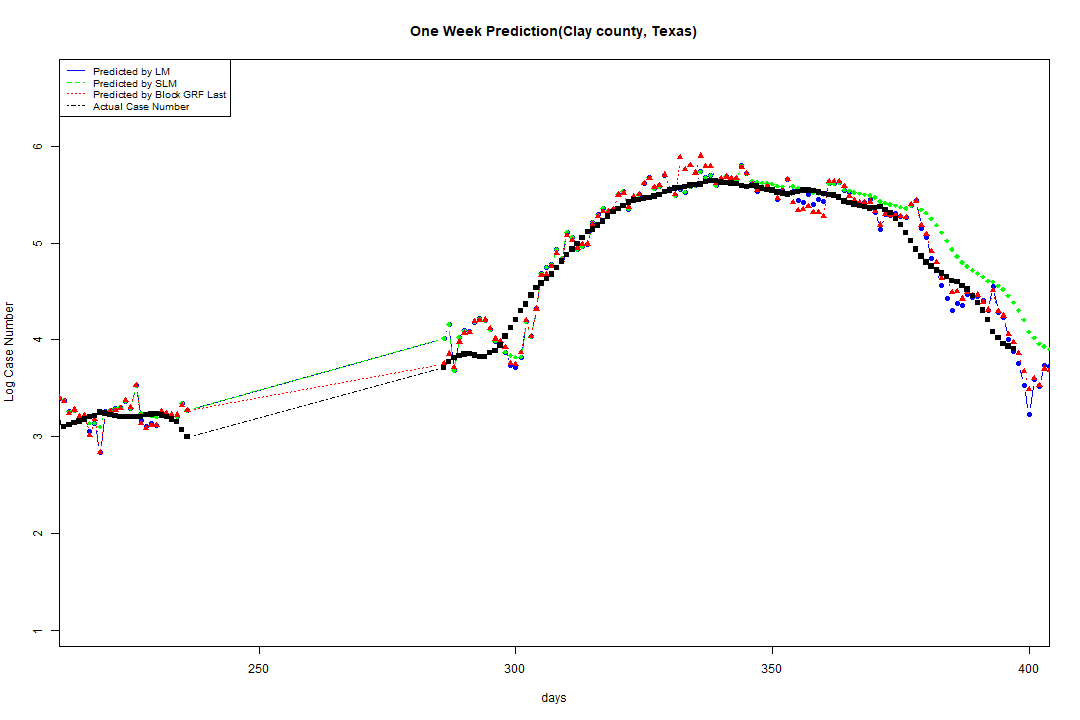 One Week Prediction(Clay county, Texas)
Predicted by LM
Predicted by SLM
Predicted by Block GRF Last
Actual Case Number
Log Case Number
6
5
4
3
2
1
250 300 350 400
days